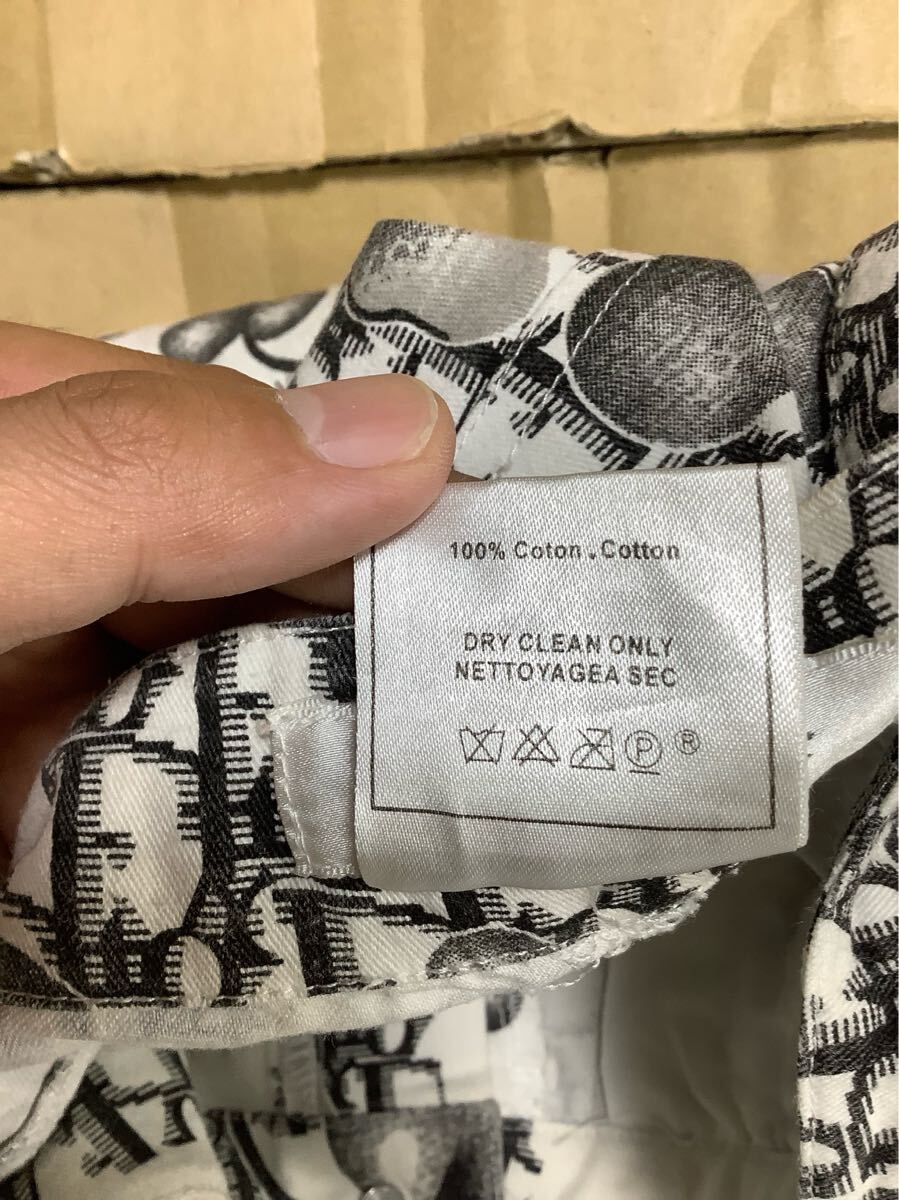 100% Coton . Cotton
DRY CLEAN ONLY
NETTOYAGEA SEC
P ®